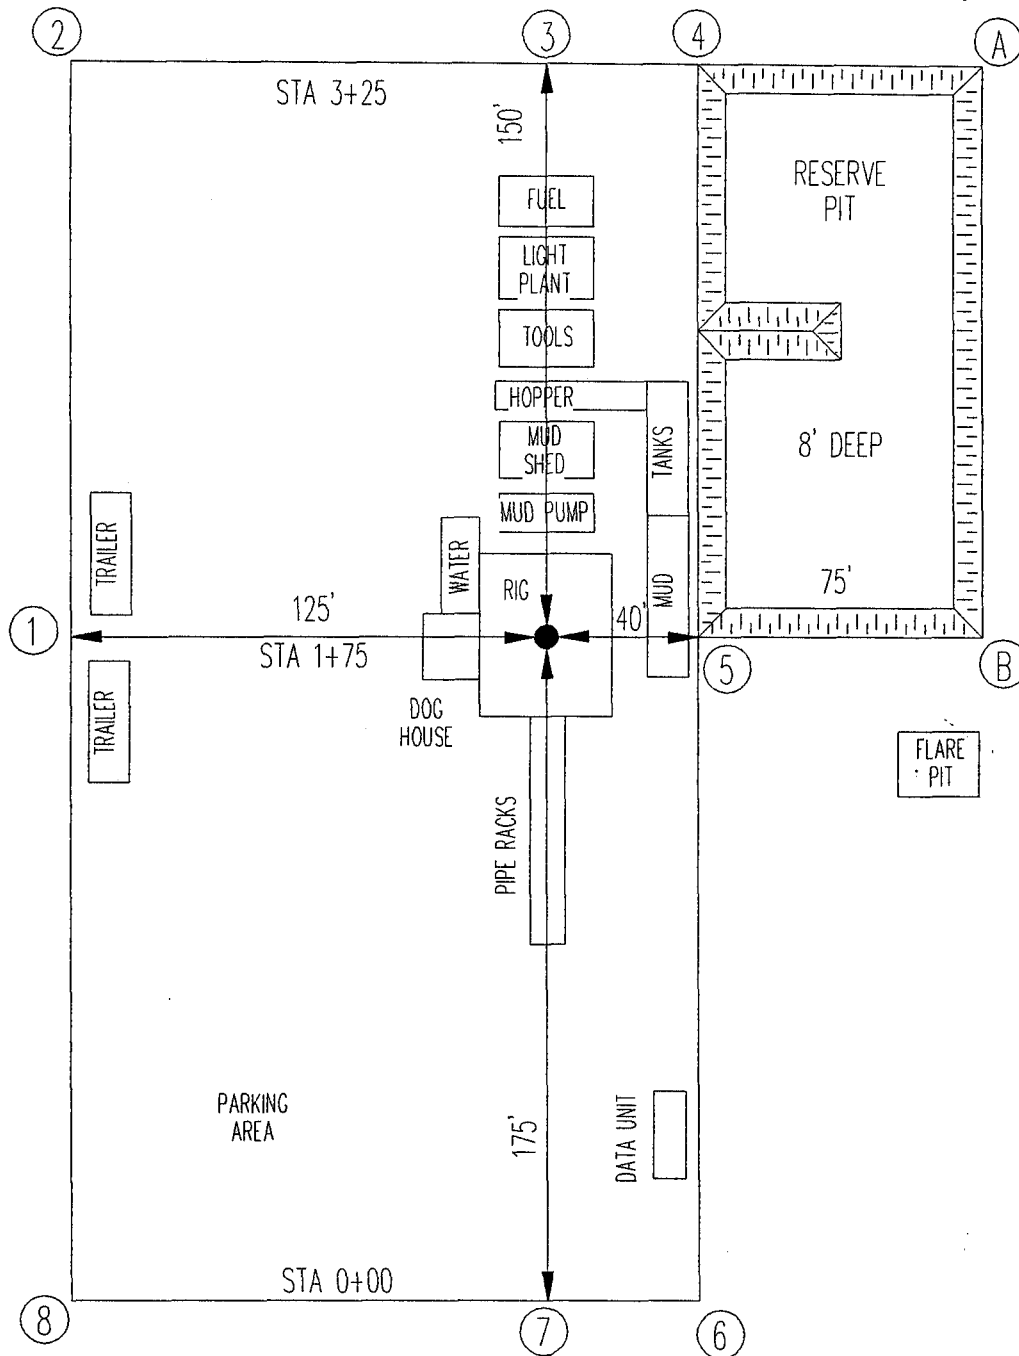 2
3
4
A
STA 3+25
150'
FUEL
LIGHT
PLANT
TOOLS
HOPPER
MUD
SHED
MUD PUMP
TANKS
MUD
RESERVE
PIT
8' DEEP
75'
TRAILER
WATER
RIG
1
125'
STA 1+75
40'
5
B
TRAILER
DOG
HOUSE
FLARE
PIT
PIPE RACKS
PARKING
AREA
175'
DATA UNIT
STA 0+00
8
7
6